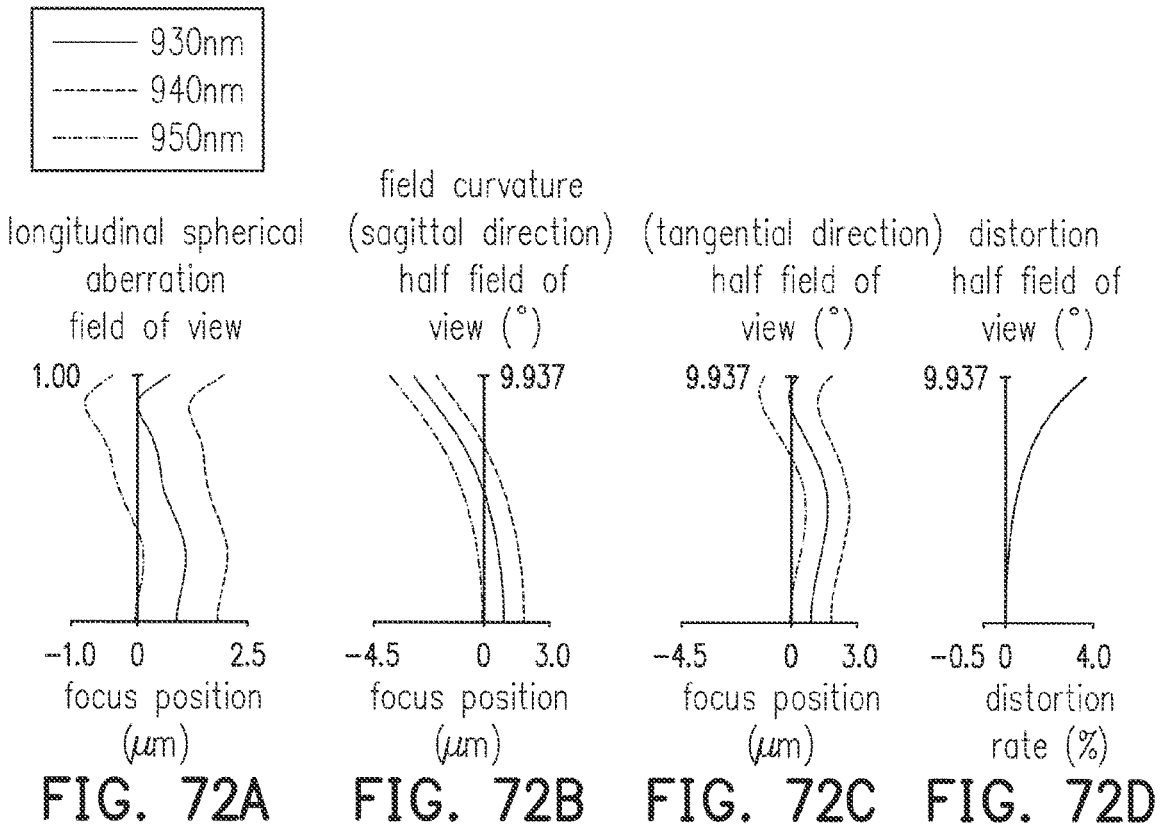 930nm
940nm
950nm
longitudinal spherical
aberration
field of view
1.00
-1.0 0 2.5
focus position
(μm)
FIG. 72A
field curvature
(sagittal direction)
half field of
view (°)
9.937
-4.5 0 3.0
focus position
(μm)
FIG. 72B
(tangential direction)
half field of
view (°)
9.937
-4.5 0 3.0
focus position
(μm)
FIG. 72C
distortion
half field of
view (°)
9.937
-0.5 0 4.0
distortion
rate (%)
FIG. 72D